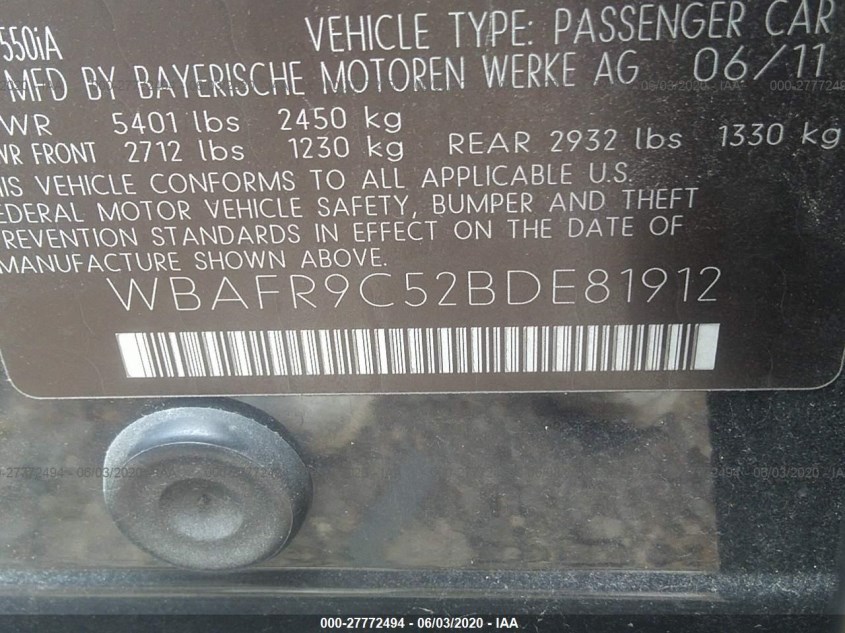 550iA VEHICLE TYPE: PASSENGER CAR
MFD BY BAYERISCHE MOTOREN WERKE AG 06/11
WR 5401 lbs 2450 kg
WR FRONT 2712 lbs 1230 kg REAR 2932 lbs 1330 kg
IS VEHICLE CONFORMS TO ALL APPLICABLE U.S.
EDERAL MOTOR VEHICLE SAFETY, BUMPER AND THEFT
REVENTION STANDARDS IN EFFECT ON THE DATE OF
MANUFACTURE SHOWN ABOVE.
WBAFR9C52BDE81912
000-27772494 - 06/03/2020 - IAA